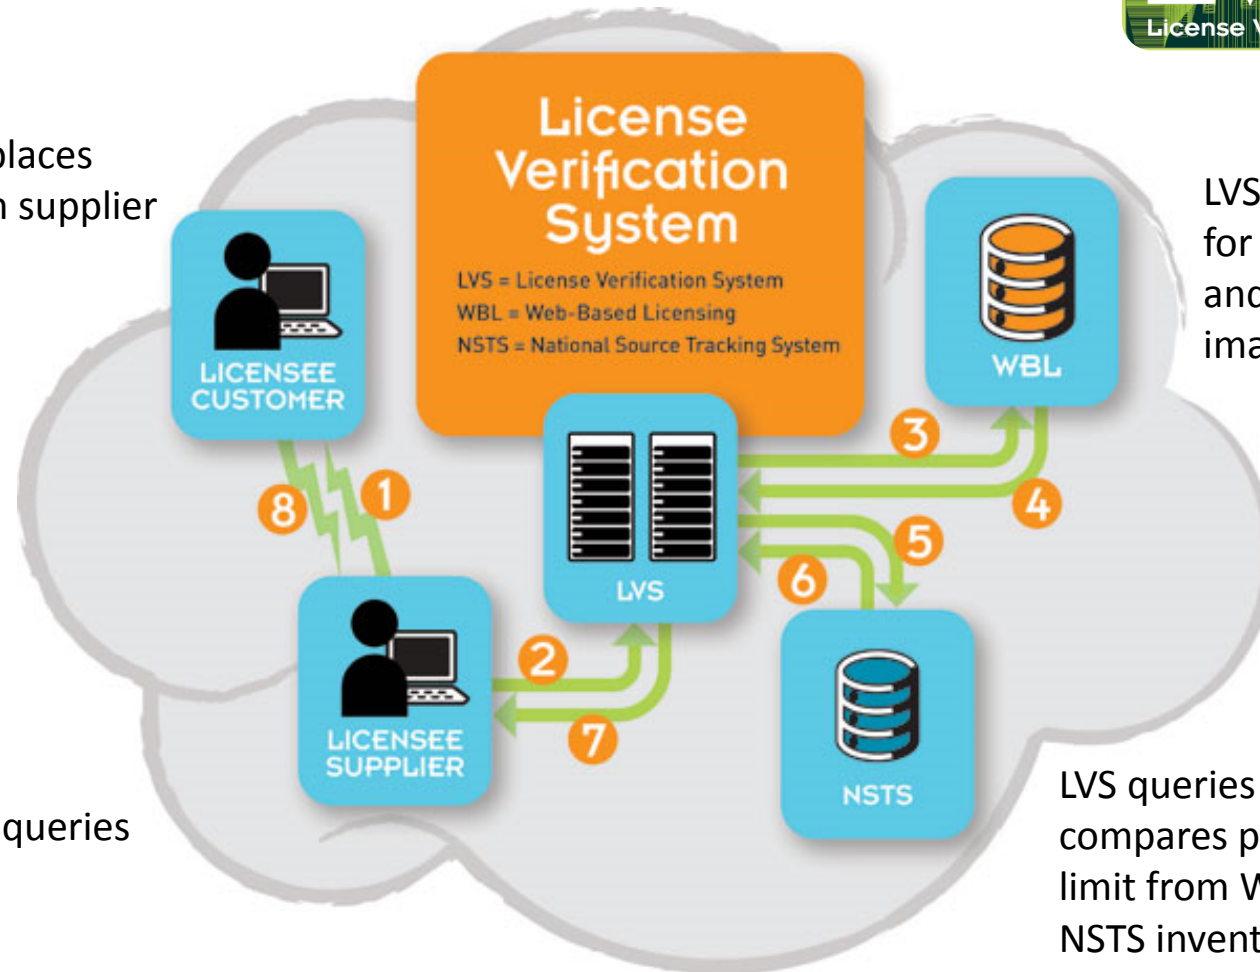 License
places
supplier
License
Verification
System
LVS = License Verification System
WBL = Web-Based Licensing
NSTS = National Source Tracking System
LICENSEE
CUSTOMER
WBL
LVS
for
and
3
4
8
1
5
6
LVS
2
7
LICENSEE
SUPPLIER
NSTS
queries
LVS queries
compares
limit from
NSTS